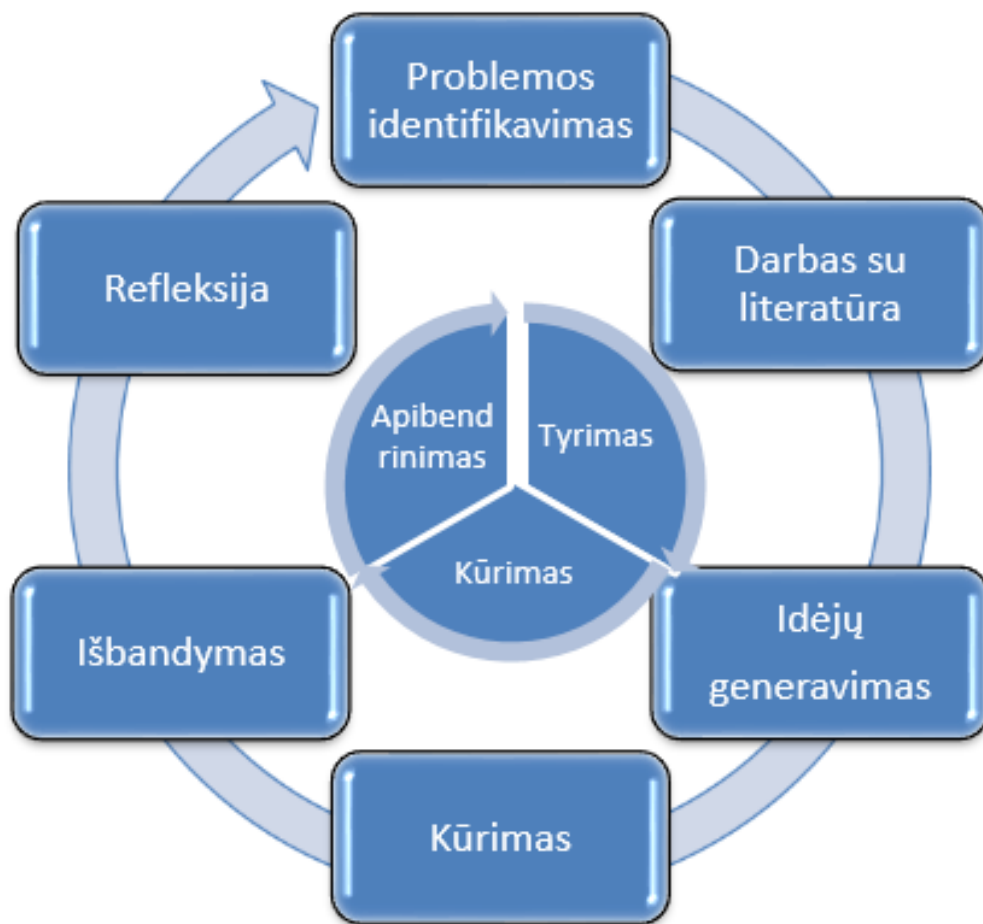 Problemos
identifikavimas
Darbas su
literatūra
Idėjų
generavimas
Kūrimas
Išbandymas
Refleksija
Apibend
rinimas
Tyrimas
Kūrimas